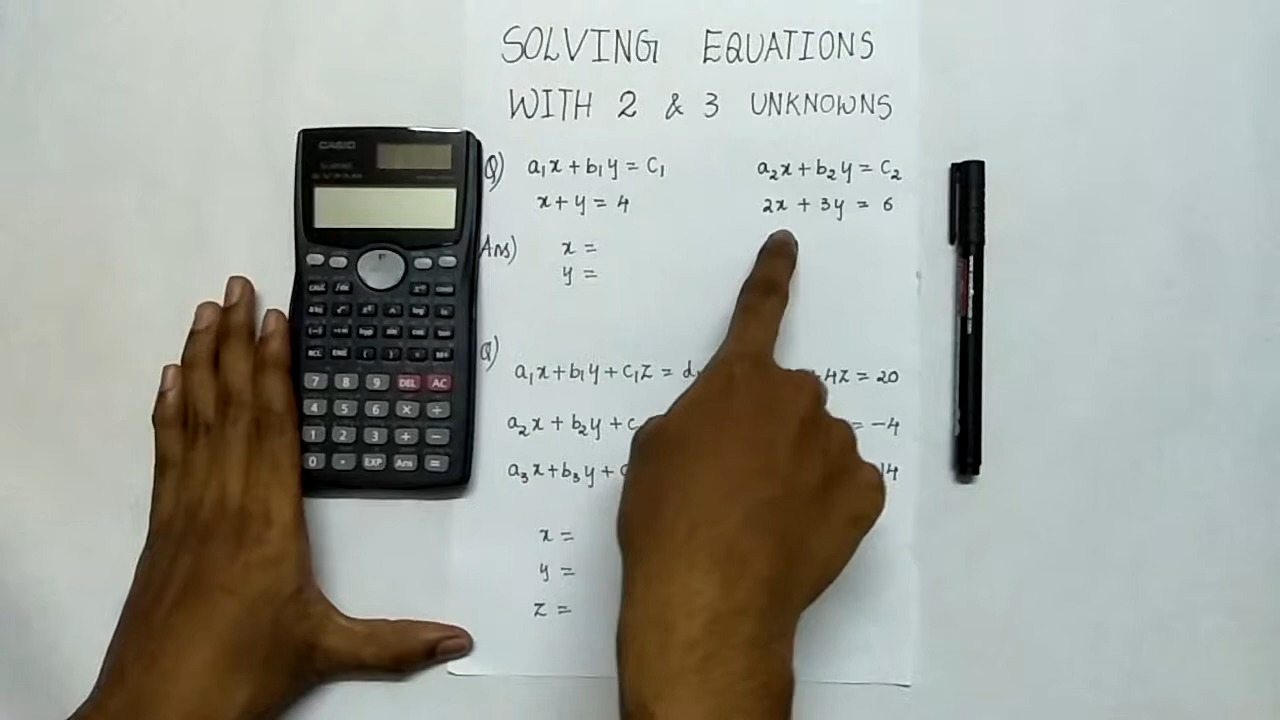 SOLVING EQUATIONS
WITH 2 & 3 UNKNOWNS
Q) a₁x + b₁y = C₁ a₂x + b₂y = C₂
x + y = 4 2x + 3y = 6
Ans) x =
y =
Q)
a₁x + b₁y + c₁z = d 4z = 20
a₂x + b₂y + c = -4
a₃x + b₃y + 14
x =
y =
z =
CASIO
DEL AC
7 8 9
4 5 6 × ÷
1 2 3 + −
0 · EXP Ans =